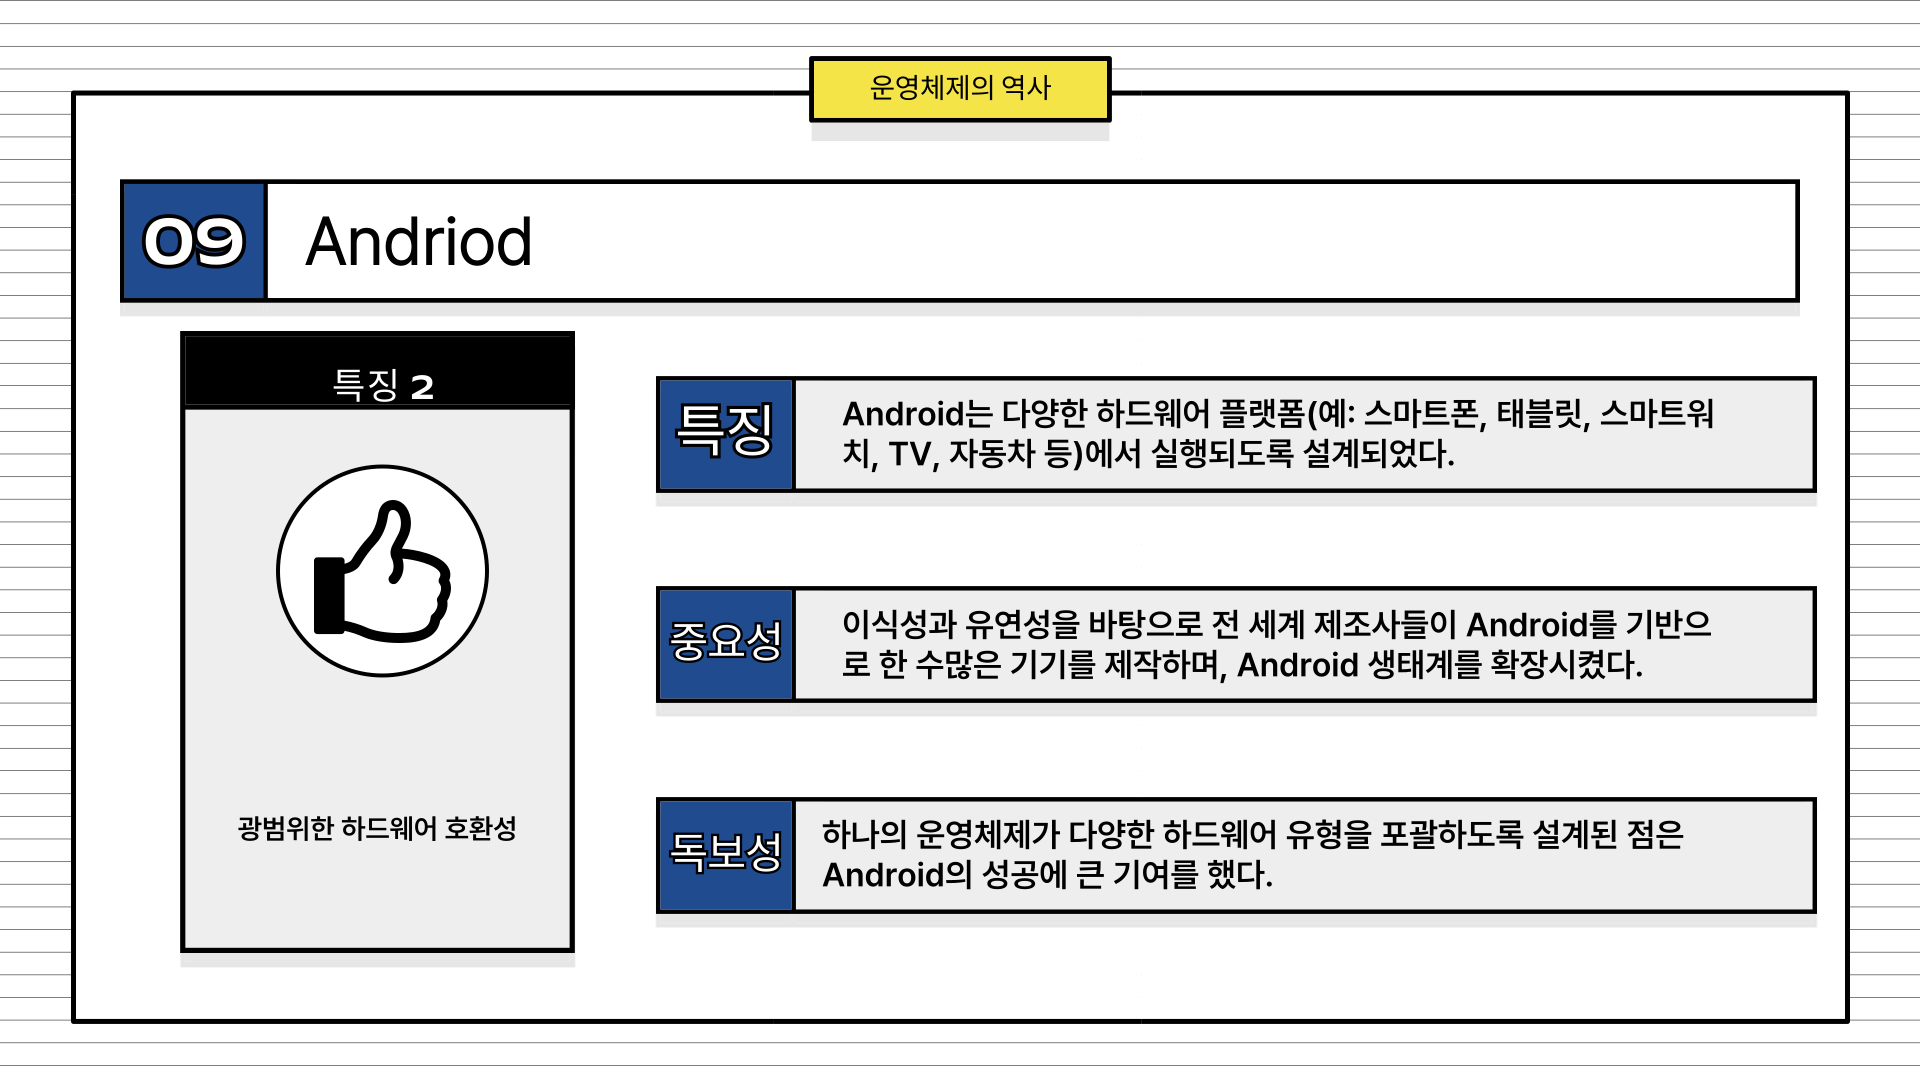 운영체제의 역사
09
Andriod
특징 2
광범위한 하드웨어 호환성
특징
Android는 다양한 하드웨어 플랫폼(예: 스마트폰, 태블릿, 스마트워
치, TV, 자동차 등)에서 실행되도록 설계되었다.
중요성
이식성과 유연성을 바탕으로 전 세계 제조사들이 Android를 기반으
로 한 수많은 기기를 제작하며, Android 생태계를 확장시켰다.
독보성
하나의 운영체제가 다양한 하드웨어 유형을 포괄하도록 설계된 점은
Android의 성공에 큰 기여를 했다.